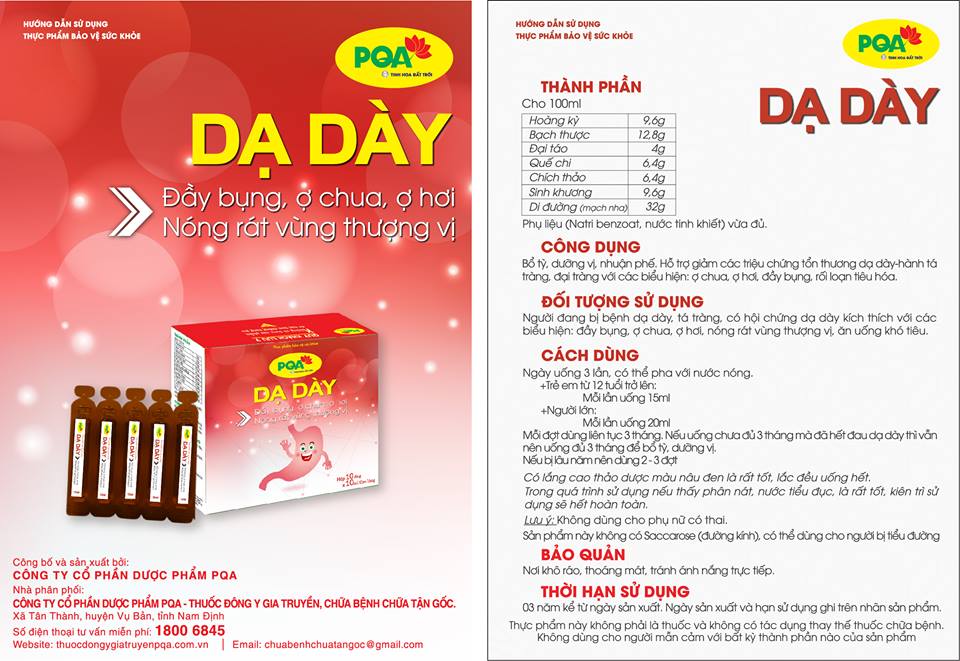 HƯỚNG DẪN SỬ DỤNG
THỰC PHẨM BẢO VỆ SỨC KHỎE
PQA
TINH HOA ĐẤT TRỜI
DẠ DÀY
Đầy bụng, ợ chua, ợ hơi
Nóng rát vùng thượng vị
PQA
DẠ DÀY
Đầy bụng, ợ chua, ợ hơi
Nóng rát vùng thượng vị
DẠ DÀY
DẠ DÀY
DẠ DÀY
DẠ DÀY
DẠ DÀY
Công bố và sản xuất bởi:
CÔNG TY CỔ PHẦN DƯỢC PHẨM PQA
Nhà phân phối:
CÔNG TY CỔ PHẦN DƯỢC PHẨM PQA - THUỐC ĐÔNG Y GIA TRUYỀN, CHỮA BỆNH CHỮA TẬN GỐC.
Xã Tân Thành, huyện Vụ Bản, tỉnh Nam Định
Số điện thoại tư vấn miễn phí: 1800 6845
Website: thuocdongygiatruyenpqa.com.vn | Email: chuabenhchuatangoc@gmail.com
HƯỚNG DẪN SỬ DỤNG
THỰC PHẨM BẢO VỆ SỨC KHỎE
PQA
TINH HOA ĐẤT TRỜI
DẠ DÀY
THÀNH PHẦN
Cho 100ml
Hoàng kỳ 9,6g
Bạch thược 12,8g
Đại táo 4g
Quế chi 6,4g
Chích thảo 6,4g
Sinh khương 9,6g
Di đường (mạch nha) 32g
Phụ liệu (Natri benzoat, nước tinh khiết) vừa đủ.
CÔNG DỤNG
Bổ tỳ, dưỡng vị, nhuận phế. Hỗ trợ giảm các triệu chứng tổn thương dạ dày-hành tá
tràng, đại tràng với các biểu hiện: ợ chua, ợ hơi, đầy bụng, rối loạn tiêu hóa.
ĐỐI TƯỢNG SỬ DỤNG
Người đang bị bệnh dạ dày, tá tràng, có hội chứng dạ dày kích thích với các
biểu hiện: đầy bụng, ợ chua, ợ hơi, nóng rát vùng thượng vị, ăn uống khó tiêu.
CÁCH DÙNG
Ngày uống 3 lần, có thể pha với nước nóng.
+Trẻ em từ 12 tuổi trở lên:
Mỗi lần uống 15ml
+Người lớn:
Mỗi lần uống 20ml
Mỗi đợt dùng liên tục 3 tháng. Nếu uống chưa đủ 3 tháng mà đã hết đau dạ dày thì vẫn
nên uống đủ 3 tháng để bổ tỳ, dưỡng vị.
Nếu bị lâu năm nên dùng 2 - 3 đợt
Có lắng cao thảo dược màu nâu đen là rất tốt, lắc đều uống hết.
Trong quá trình sử dụng nếu thấy phân nát, nước tiểu đục, là rất tốt, kiên trì sử
dụng sẽ hết hoàn toàn.
Lưu ý: Không dùng cho phụ nữ có thai.
Sản phẩm này không có Saccarose (đường kính), có thể dùng cho người bị tiểu đường
BẢO QUẢN
Nơi khô ráo, thoáng mát, tránh ánh nắng trực tiếp.
THỜI HẠN SỬ DỤNG
03 năm kể từ ngày sản xuất. Ngày sản xuất và hạn sử dụng ghi trên nhãn sản phẩm.
Thực phẩm này không phải là thuốc và không có tác dụng thay thế thuốc chữa bệnh.
Không dùng cho người mẫn cảm với bất kỳ thành phần nào của sản phẩm